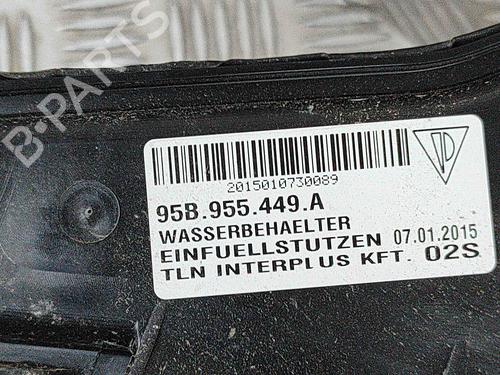 B-PARTS
2015010730089
95B.955.449.A
WASSERBEHAELTER
EINFUELLSTUTZEN 07.01.2015
TLN INTERPLUS KFT. 02S